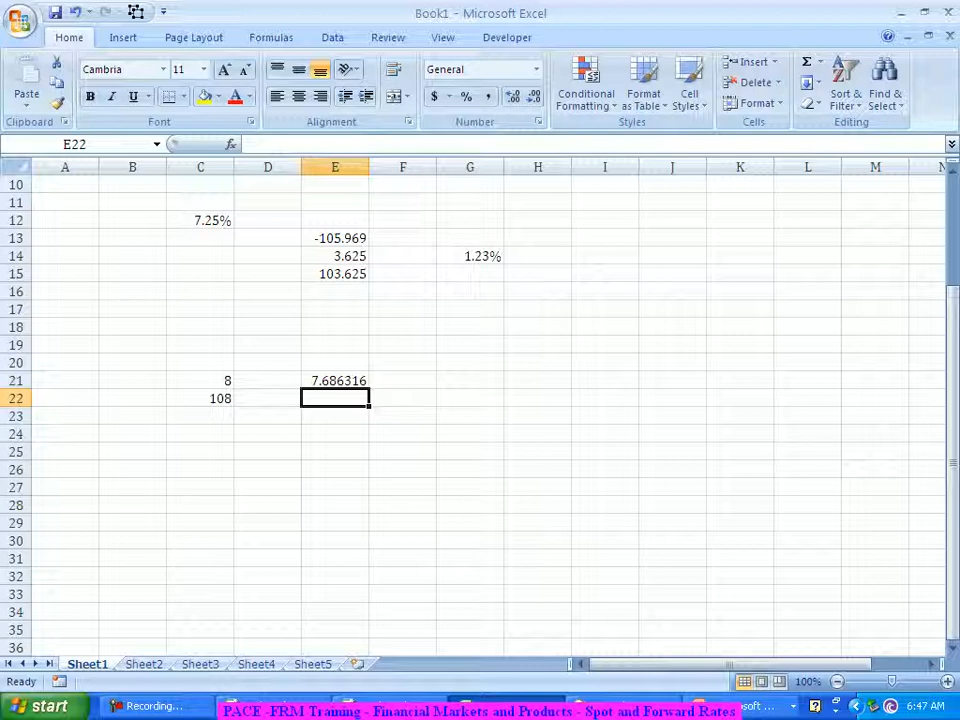 Book1 - Microsoft Excel
Home Insert Page Layout Formulas Data Review View Developer
Paste
Clipboard
Cambria 11
B I U
Font
Alignment
General
$ % ,
Number
Conditional Formatting
Format as Table
Cell Styles
Styles
Insert
Delete
Format
Cells
Sort & Filter
Find & Select
Editing
E22
fx
A B C D E F G H I J K L M N
10
11
12 7.25%
13 -105.969
14 3.625 1.23%
15 103.625
16
17
18
19
20
21 8 7.686316
22 108
23
24
25
26
27
28
29
30
31
32
33
34
35
36
Sheet1 Sheet2 Sheet3 Sheet4 Sheet5
Ready
100%
start
Recording...
PACE -FRM Training - Financial Markets and Products - Spot and Forward Rates
osoft ...
6:47 AM